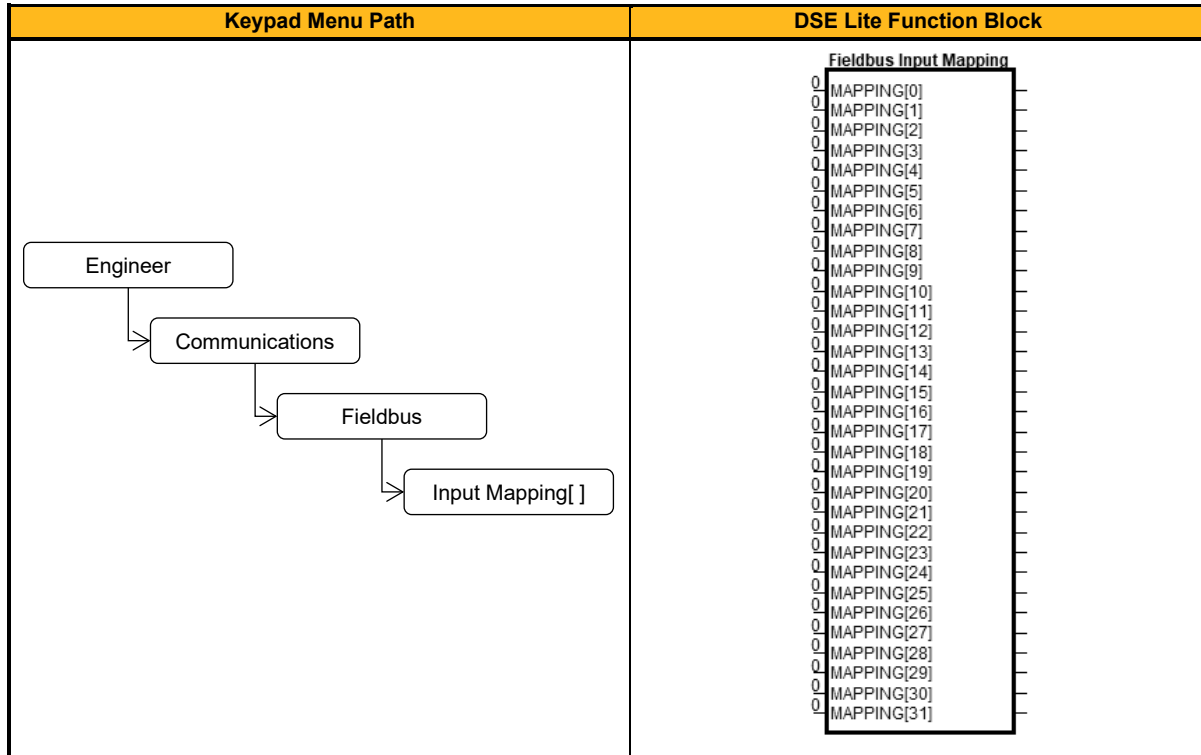 Keypad Menu Path
DSE Lite Function Block
Engineer
Communications
Fieldbus
Input Mapping[ ]
Fieldbus Input Mapping
0 MAPPING[0]
0 MAPPING[1]
0 MAPPING[2]
0 MAPPING[3]
0 MAPPING[4]
0 MAPPING[5]
0 MAPPING[6]
0 MAPPING[7]
0 MAPPING[8]
0 MAPPING[9]
0 MAPPING[10]
0 MAPPING[11]
0 MAPPING[12]
0 MAPPING[13]
0 MAPPING[14]
0 MAPPING[15]
0 MAPPING[16]
0 MAPPING[17]
0 MAPPING[18]
0 MAPPING[19]
0 MAPPING[20]
0 MAPPING[21]
0 MAPPING[22]
0 MAPPING[23]
0 MAPPING[24]
0 MAPPING[25]
0 MAPPING[26]
0 MAPPING[27]
0 MAPPING[28]
0 MAPPING[29]
0 MAPPING[30]
0 MAPPING[31]